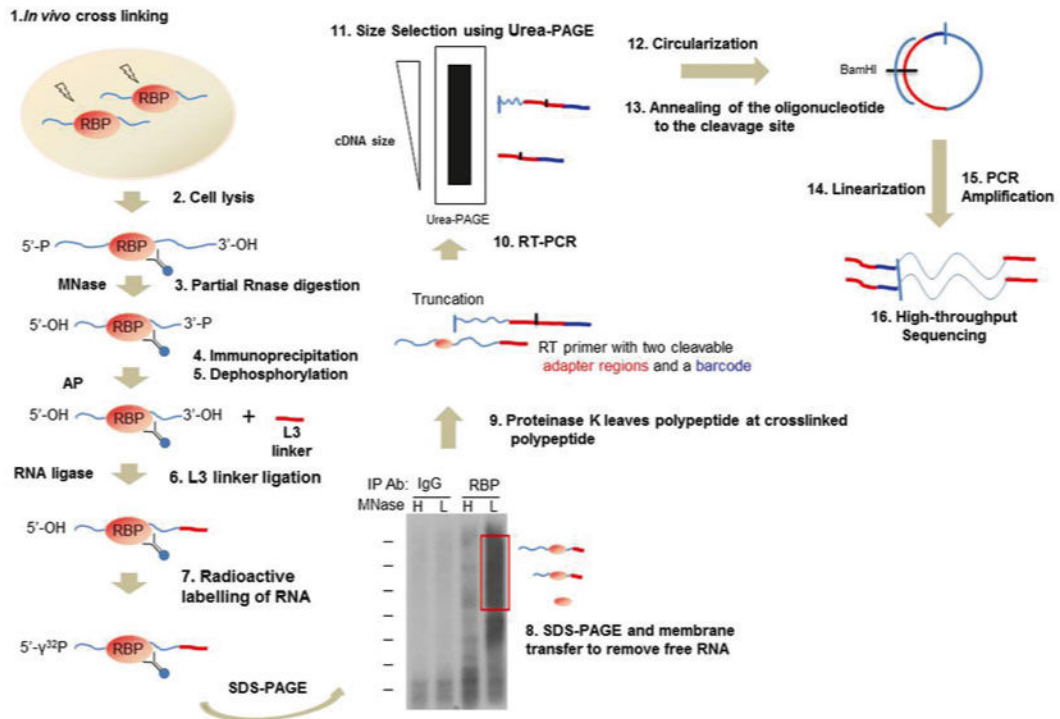 1.In vivo cross linking
RBP
RBP
2. Cell lysis
5'-P
RBP
3'-OH
MNase
3. Partial Rnase digestion
5'-OH
RBP
3'-P
4. Immunoprecipitation
5. Dephosphorylation
AP
5'-OH
RBP
3'-OH
+
L3
linker
RNA ligase
6. L3 linker ligation
5'-OH
RBP
7. Radioactive
labelling of RNA
5'-γ³²P
RBP
SDS-PAGE
IP Ab: IgG RBP
MNase H L H L
8. SDS-PAGE and membrane
transfer to remove free RNA
9. Proteinase K leaves polypeptide at crosslinked
polypeptide
Truncation
RT primer with two cleavable
adapter regions and a barcode
10. RT-PCR
11. Size Selection using Urea-PAGE
cDNA size
Urea-PAGE
12. Circularization
13. Annealing of the oligonucleotide
to the cleavage site
BamHI
14. Linearization
15. PCR
Amplification
16. High-throughput
Sequencing